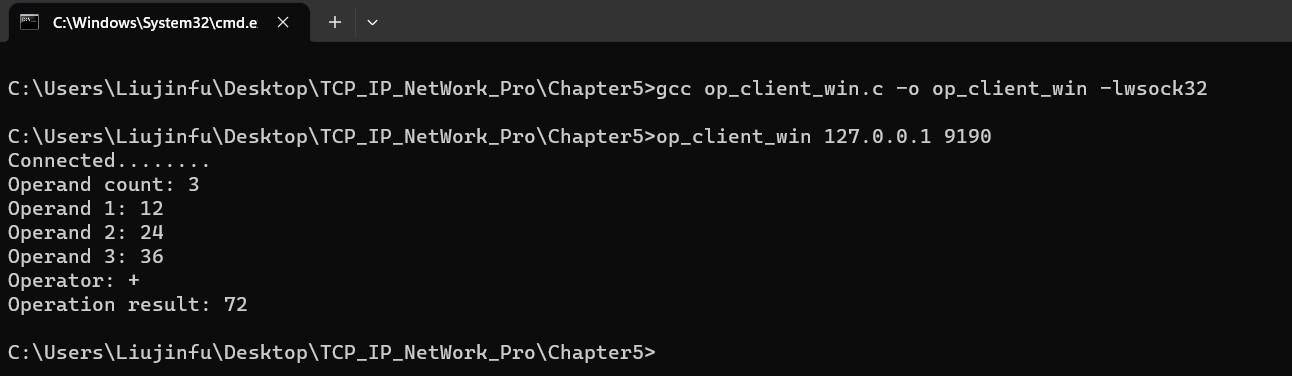 C:\Windows\System32\cmd.e
C:\Users\Liujinfu\Desktop\TCP_IP_NetWork_Pro\Chapter5>gcc op_client_win.c -o op_client_win -lwsock32
C:\Users\Liujinfu\Desktop\TCP_IP_NetWork_Pro\Chapter5>op_client_win 127.0.0.1 9190
Connected........
Operand count: 3
Operand 1: 12
Operand 2: 24
Operand 3: 36
Operator: +
Operation result: 72
C:\Users\Liujinfu\Desktop\TCP_IP_NetWork_Pro\Chapter5>